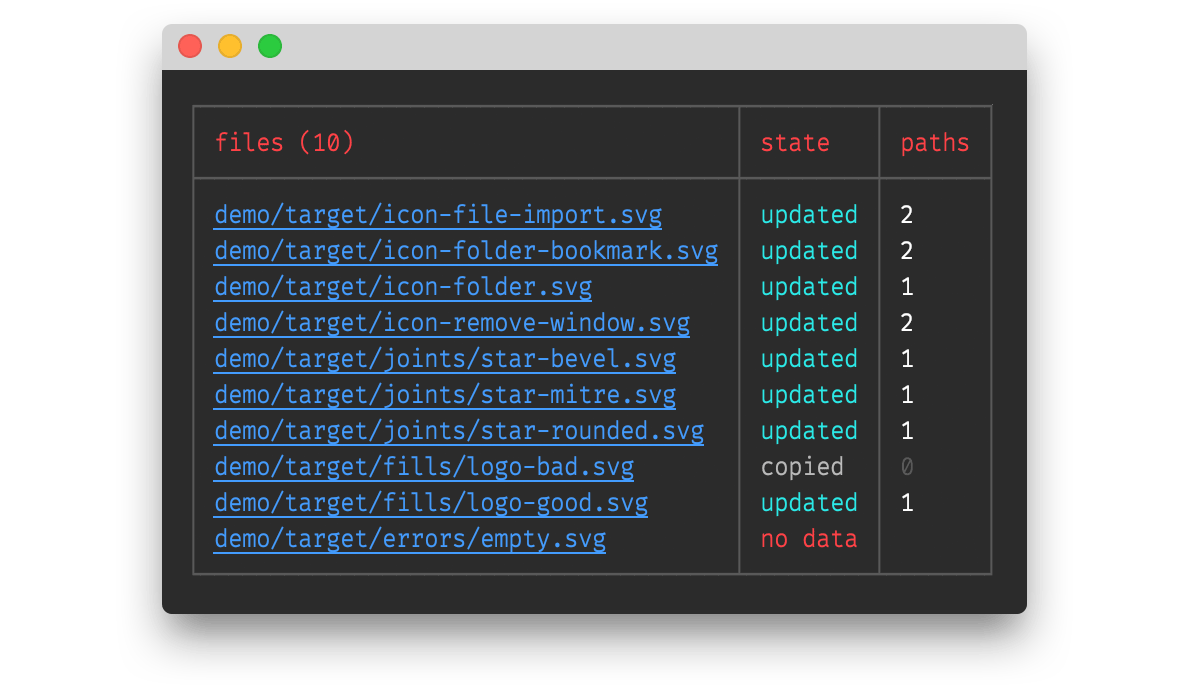 files (10) state paths
demo/target/icon-file-import.svg updated 2
demo/target/icon-folder-bookmark.svg updated 2
demo/target/icon-folder.svg updated 1
demo/target/icon-remove-window.svg updated 2
demo/target/joints/star-bevel.svg updated 1
demo/target/joints/star-mitre.svg updated 1
demo/target/joints/star-rounded.svg updated 1
demo/target/fills/logo-bad.svg copied 0
demo/target/fills/logo-good.svg updated 1
demo/target/errors/empty.svg no data